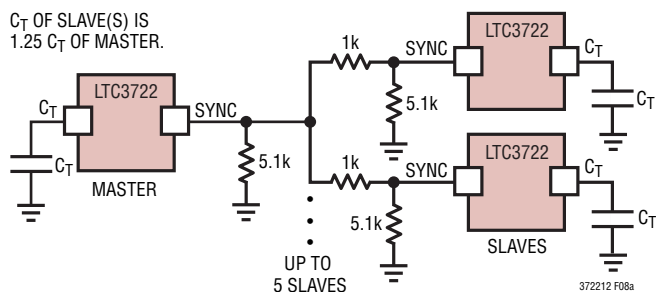 CT OF SLAVE(S) IS
1.25 CT OF MASTER.
LTC3722
CT
SYNC
CT
5.1k
MASTER
1k
SYNC
LTC3722
CT
CT
5.1k
1k
SYNC
LTC3722
CT
CT
5.1k
SLAVES
UP TO
5 SLAVES
372212 F08a